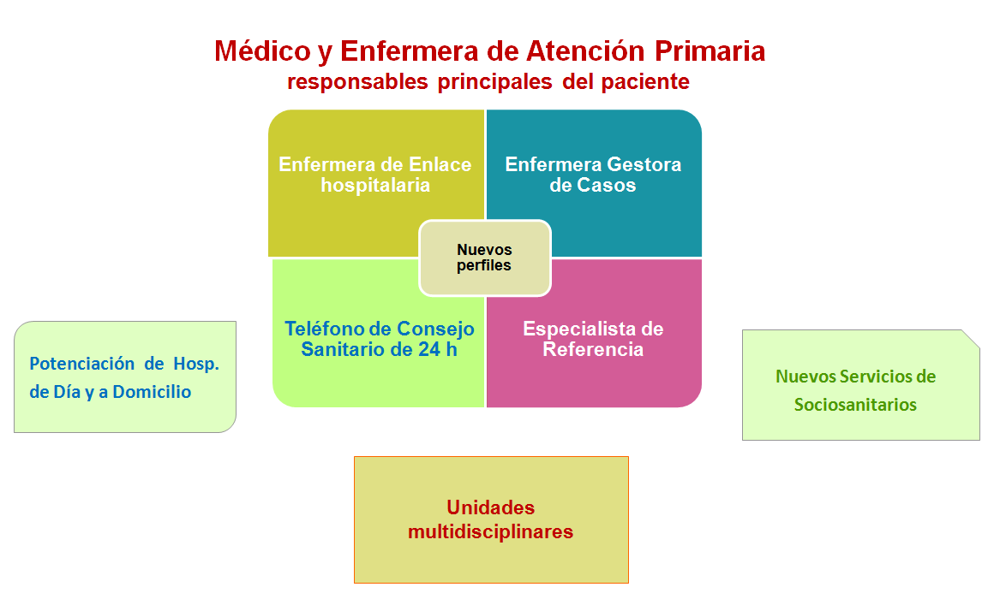 Médico y Enfermera de Atención Primaria
responsables principales del paciente
Enfermera de Enlace
hospitalaria
Enfermera Gestora
de Casos
Nuevos
perfiles
Teléfono de Consejo
Sanitario de 24 h
Especialista de
Referencia
Potenciación de Hosp.
de Día y a Domicilio
Nuevos Servicios de
Sociosanitarios
Unidades
multidisciplinares